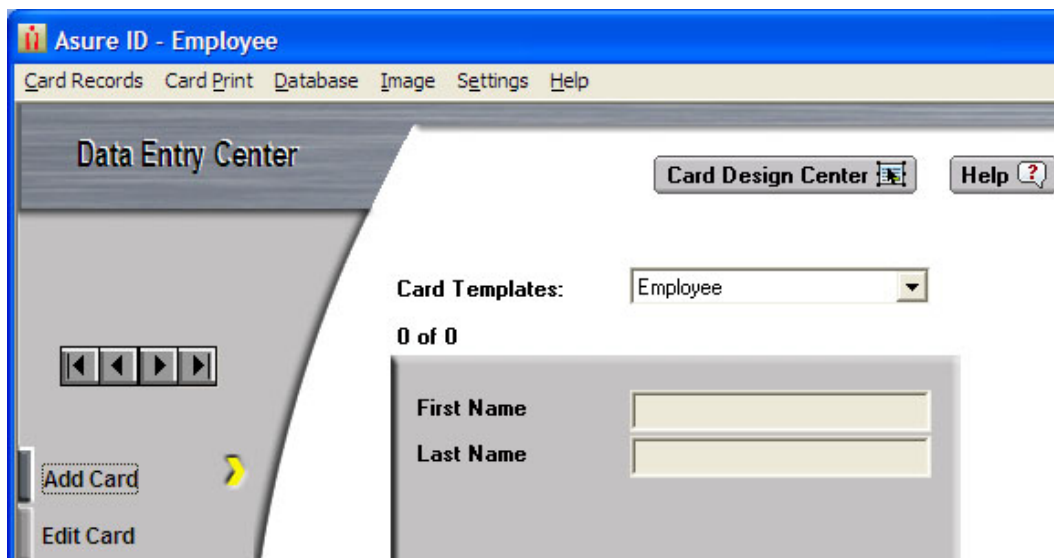 Asure ID - Employee
Card Records Card Print Database Image Settings Help
Data Entry Center
Card Design Center Help
Card Templates: Employee
0 of 0
First Name
Last Name
Add Card
Edit Card